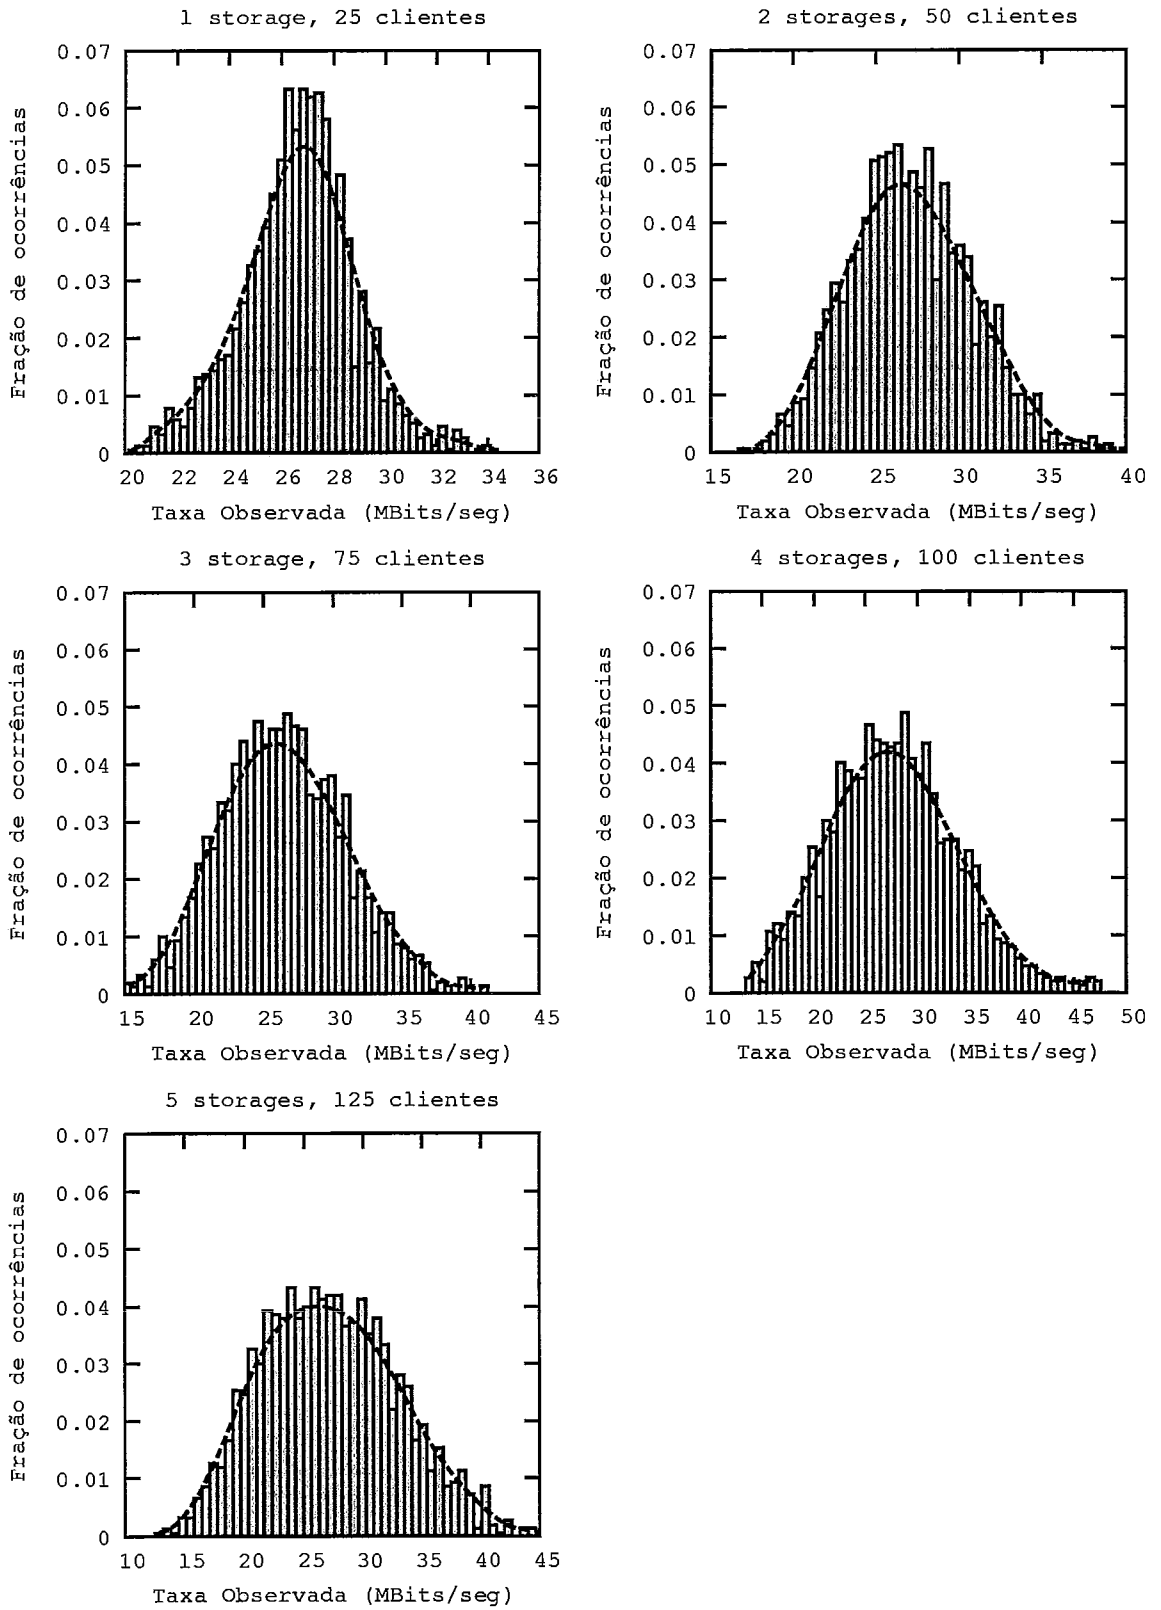 1 storage, 25 clientes
0.07
0.06
0.05
0.04
0.03
0.02
0.01
0
Fração de ocorrências
20 22 24 26 28 30 32 34 36
Taxa Observada (MBits/seg)
2 storages, 50 clientes
0.07
0.06
0.05
0.04
0.03
0.02
0.01
0
Fração de ocorrências
15 20 25 30 35 40
Taxa Observada (MBits/seg)
3 storage, 75 clientes
0.07
0.06
0.05
0.04
0.03
0.02
0.01
0
Fração de ocorrências
15 20 25 30 35 40 45
Taxa Observada (MBits/seg)
4 storages, 100 clientes
0.07
0.06
0.05
0.04
0.03
0.02
0.01
0
Fração de ocorrências
10 15 20 25 30 35 40 45 50
Taxa Observada (MBits/seg)
5 storages, 125 clientes
0.07
0.06
0.05
0.04
0.03
0.02
0.01
0
Fração de ocorrências
10 15 20 25 30 35 40 45
Taxa Observada (MBits/seg)